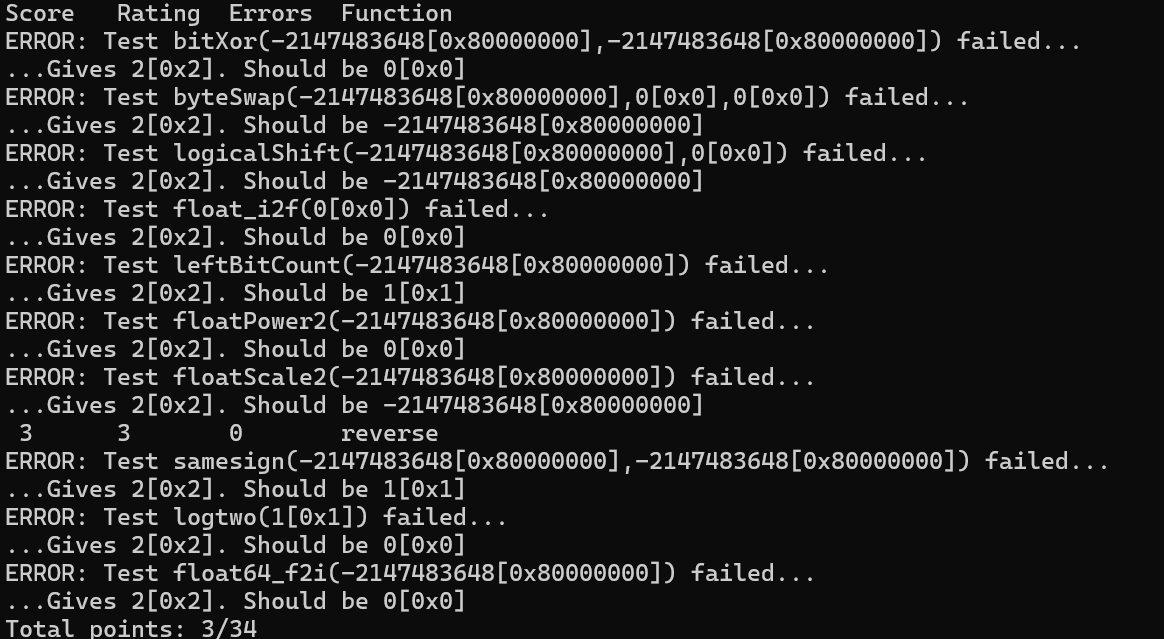 Score   Rating  Errors  Function
ERROR: Test bitXor(-2147483648[0x80000000],-2147483648[0x80000000]) failed...
...Gives 2[0x2]. Should be 0[0x0]
ERROR: Test byteSwap(-2147483648[0x80000000],0[0x0],0[0x0]) failed...
...Gives 2[0x2]. Should be -2147483648[0x80000000]
ERROR: Test logicalShift(-2147483648[0x80000000],0[0x0]) failed...
...Gives 2[0x2]. Should be -2147483648[0x80000000]
ERROR: Test float_i2f(0[0x0]) failed...
...Gives 2[0x2]. Should be 0[0x0]
ERROR: Test leftBitCount(-2147483648[0x80000000]) failed...
...Gives 2[0x2]. Should be 1[0x1]
ERROR: Test floatPower2(-2147483648[0x80000000]) failed...
...Gives 2[0x2]. Should be 0[0x0]
ERROR: Test floatScale2(-2147483648[0x80000000]) failed...
...Gives 2[0x2]. Should be -2147483648[0x80000000]
 3      3       0       reverse
ERROR: Test samesign(-2147483648[0x80000000],-2147483648[0x80000000]) failed...
...Gives 2[0x2]. Should be 1[0x1]
ERROR: Test logtwo(1[0x1]) failed...
...Gives 2[0x2]. Should be 0[0x0]
ERROR: Test float64_f2i(-2147483648[0x80000000]) failed...
...Gives 2[0x2]. Should be 0[0x0]
Total points: 3/34